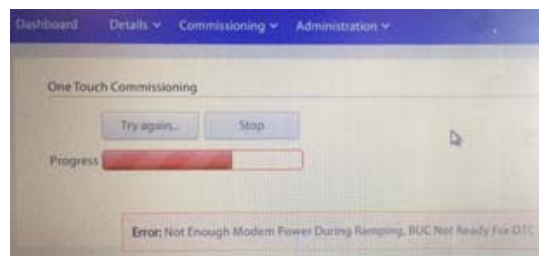 Dashboard Details Commissioning Administration
One Touch Commissioning
Try again... Stop
Progress
Error: Not Enough Modem Power During Ramping, BUC Not Ready For OTC